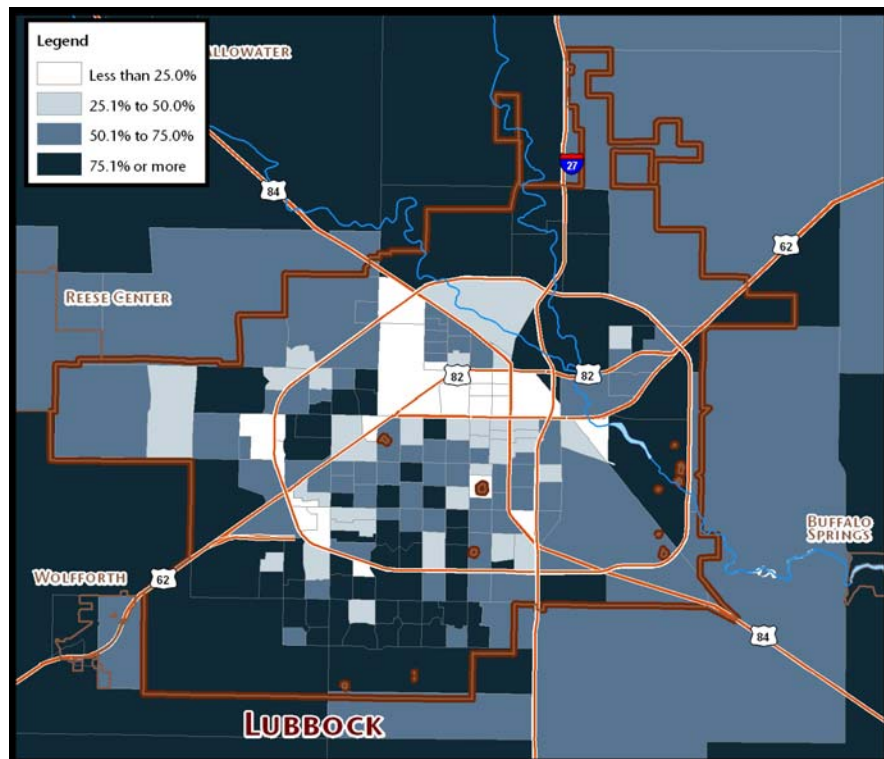 Legend
Less than 25.0%
25.1% to 50.0%
50.1% to 75.0%
75.1% or more
ALLOWATER
27
84
62
REESE CENTER
82
82
BUFFALO
SPRINGS
WOLFFORTH
62
84
LUBBOCK